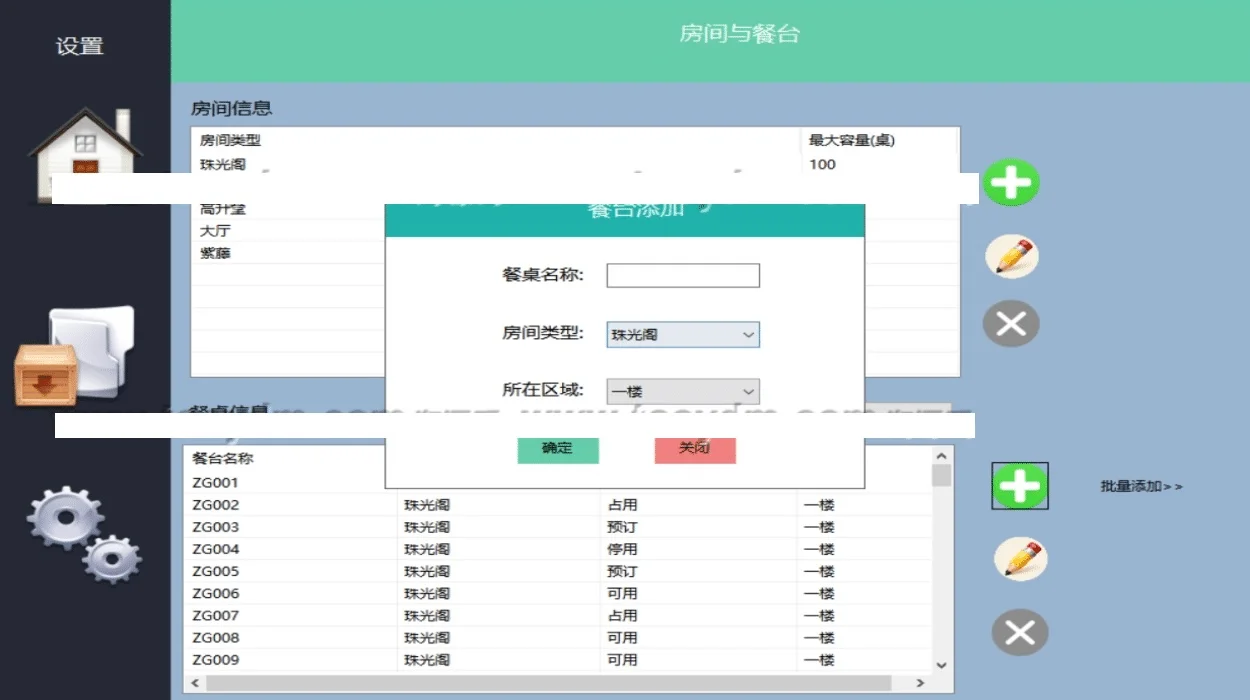 设置
房间与餐台
房间信息
房间类型 最大容量(桌)
珠光阁 100
高升堂
大厅
紫藤
餐台添加
餐桌名称:
房间类型: 珠光阁
所在区域: 一楼
确定 关闭
餐桌信息
餐台名称
ZG001
ZG002 珠光阁 占用 一楼
ZG003 珠光阁 预订 一楼
ZG004 珠光阁 停用 一楼
ZG005 珠光阁 预订 一楼
ZG006 珠光阁 可用 一楼
ZG007 珠光阁 占用 一楼
ZG008 珠光阁 可用 一楼
ZG009 珠光阁 可用 一楼
批量添加>>